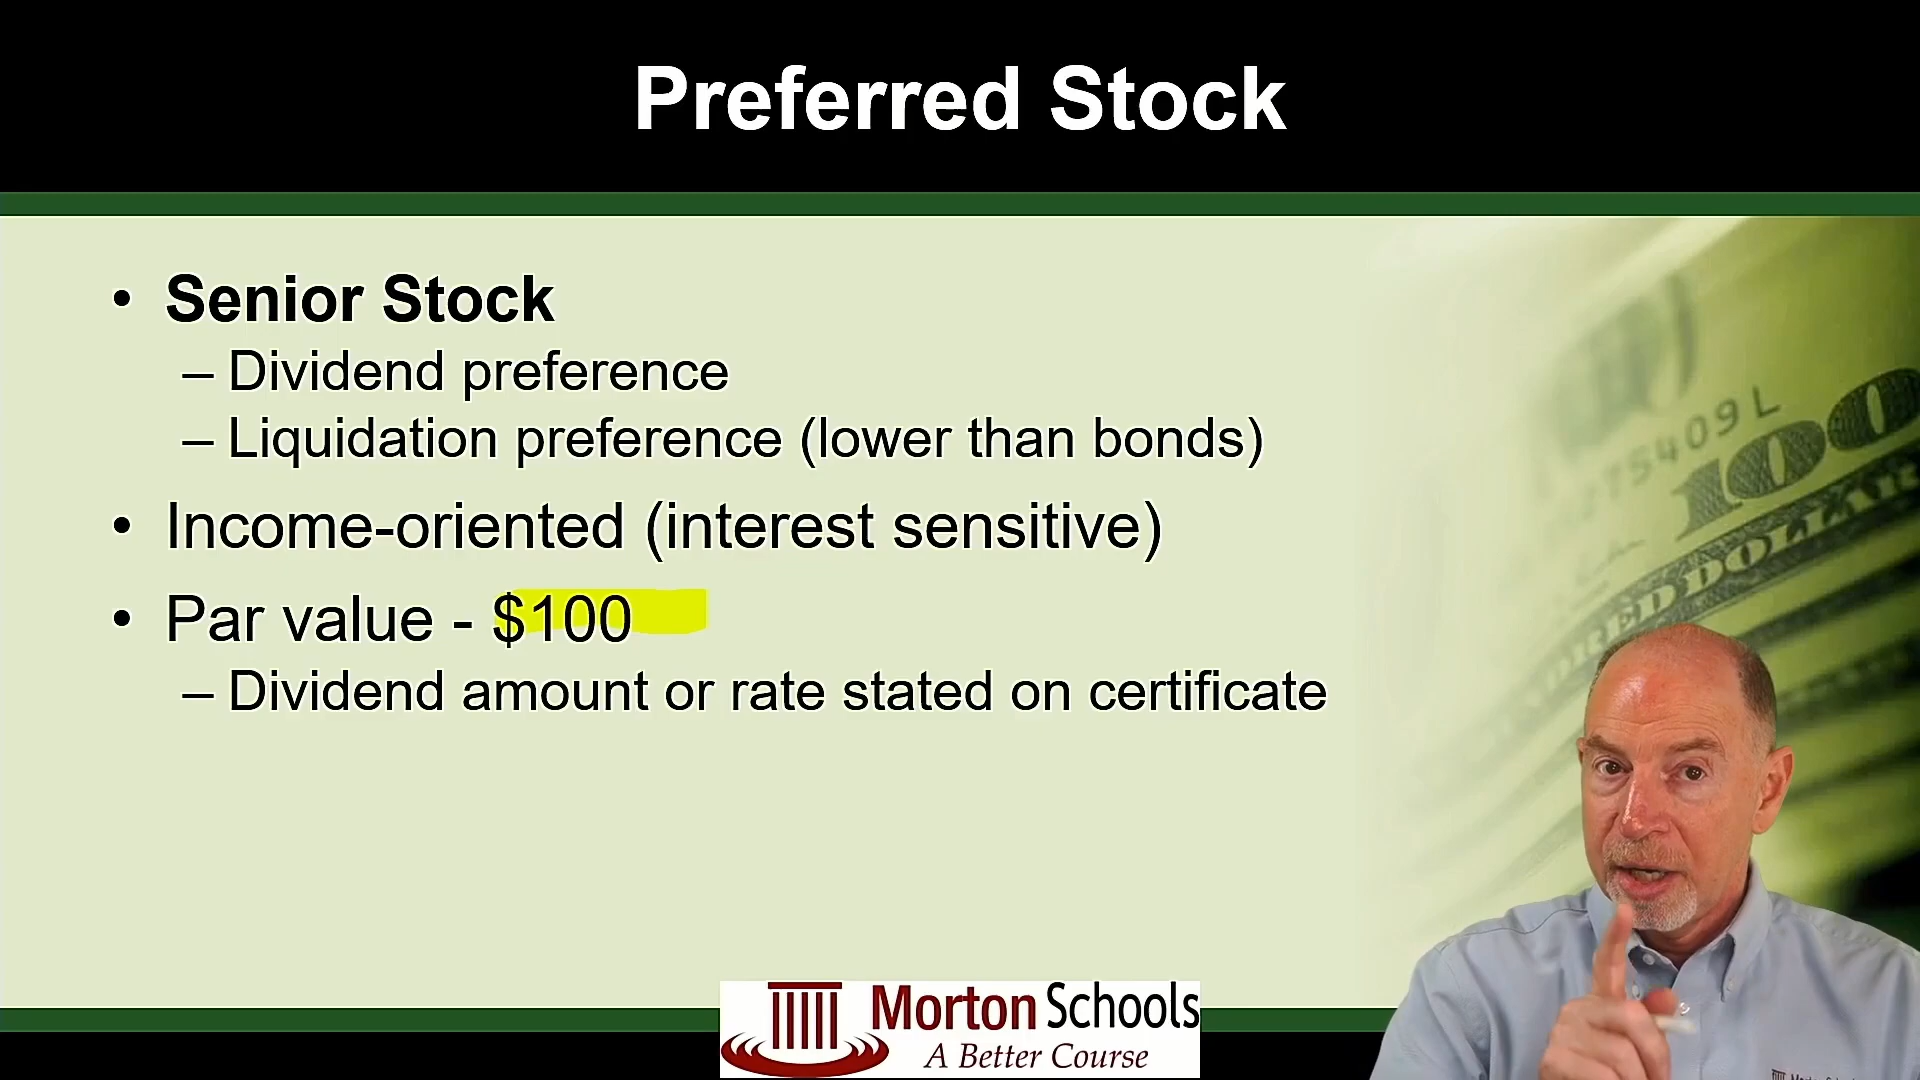 Preferred Stock
• Senior Stock
– Dividend preference
– Liquidation preference (lower than bonds)
• Income-oriented (interest sensitive)
• Par value - $100
– Dividend amount or rate stated on certificate
Morton Schools
A Better Course
100